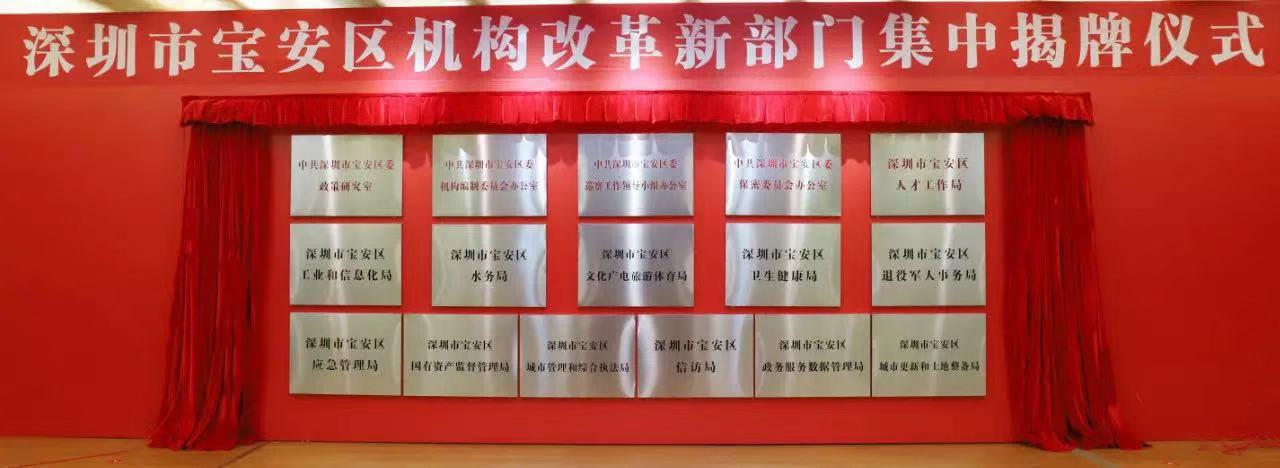 深圳市宝安区机构改革新部门集中揭牌仪式
中共深圳市宝安区委
政策研究室
中共深圳市宝安区委
机构编制委员会办公室
中共深圳市宝安区委
巡察工作领导小组办公室
中共深圳市宝安区委
保密委员会办公室
深圳市宝安区
人才工作局
深圳市宝安区
工业和信息化局
深圳市宝安区
水务局
深圳市宝安区
文化广电旅游体育局
深圳市宝安区
卫生健康局
深圳市宝安区
退役军人事务局
深圳市宝安区
应急管理局
深圳市宝安区
国有资产监督管理局
深圳市宝安区
城市管理和综合执法局
深圳市宝安区
信访局
深圳市宝安区
政务服务数据管理局
深圳市宝安区
城市更新和土地整备局